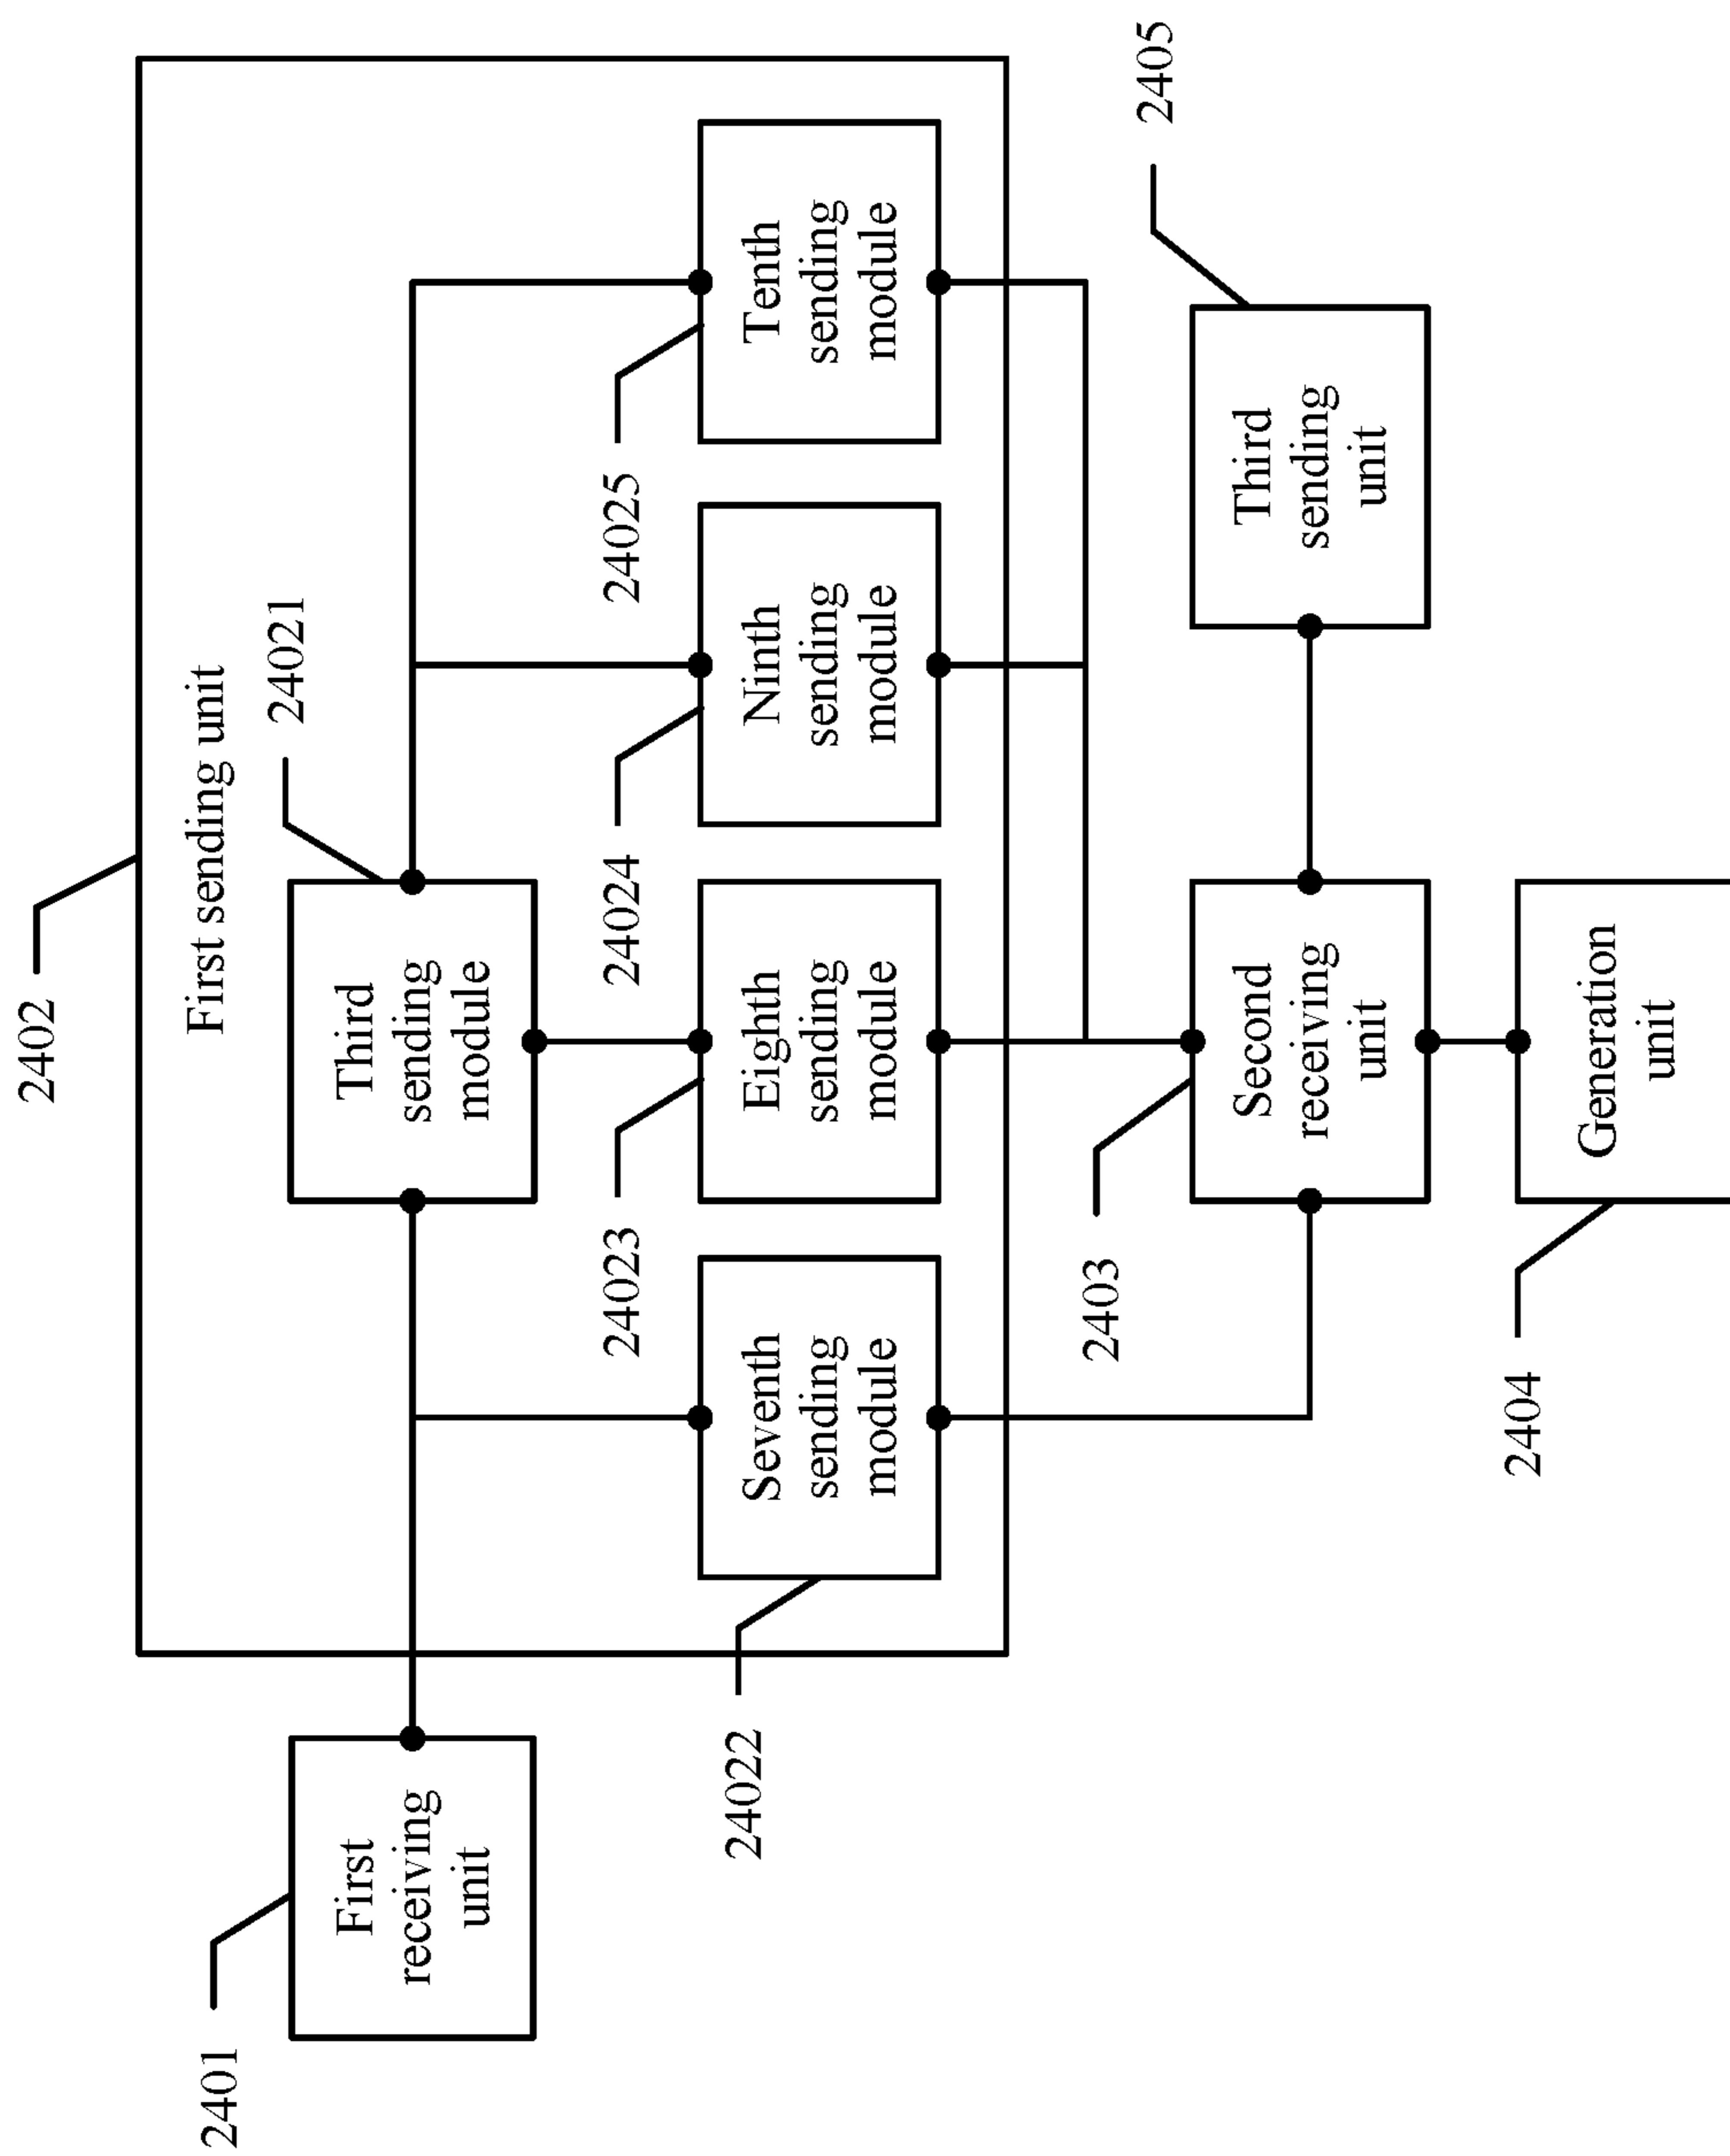 2402
First sending unit
24021
2401
First
receiving
unit
Third
sending
module
24022
24023
24024
24025
Seventh
sending
module
Eighth
sending
module
Ninth
sending
module
Tenth
sending
module
2403
2405
Second
receiving
unit
Third
sending
unit
2404
Generation
unit